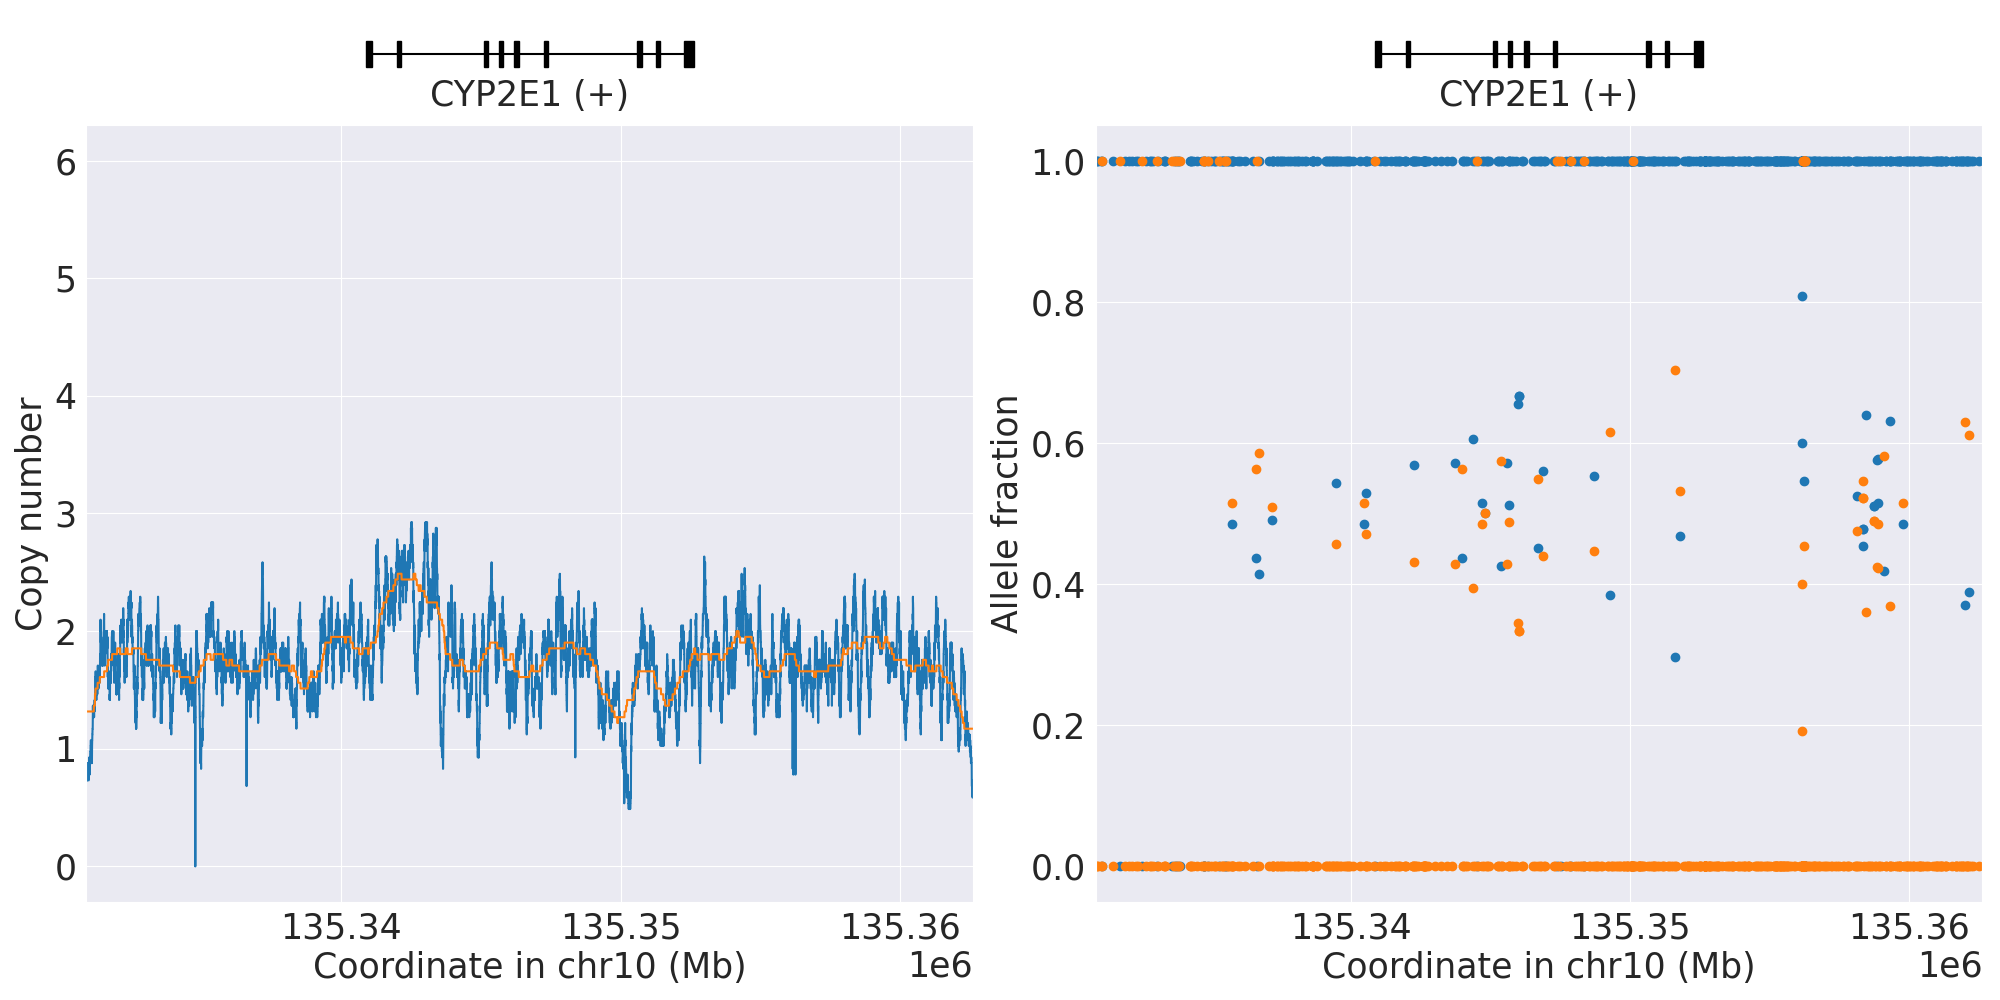 CYP2E1 (+)
6
5
4
3
2
1
0
Copy number
135.34 135.35 135.36
1e6
Coordinate in chr10 (Mb)
CYP2E1 (+)
1.0
0.8
0.6
0.4
0.2
0.0
Allele fraction
135.34 135.35 135.36
1e6
Coordinate in chr10 (Mb)